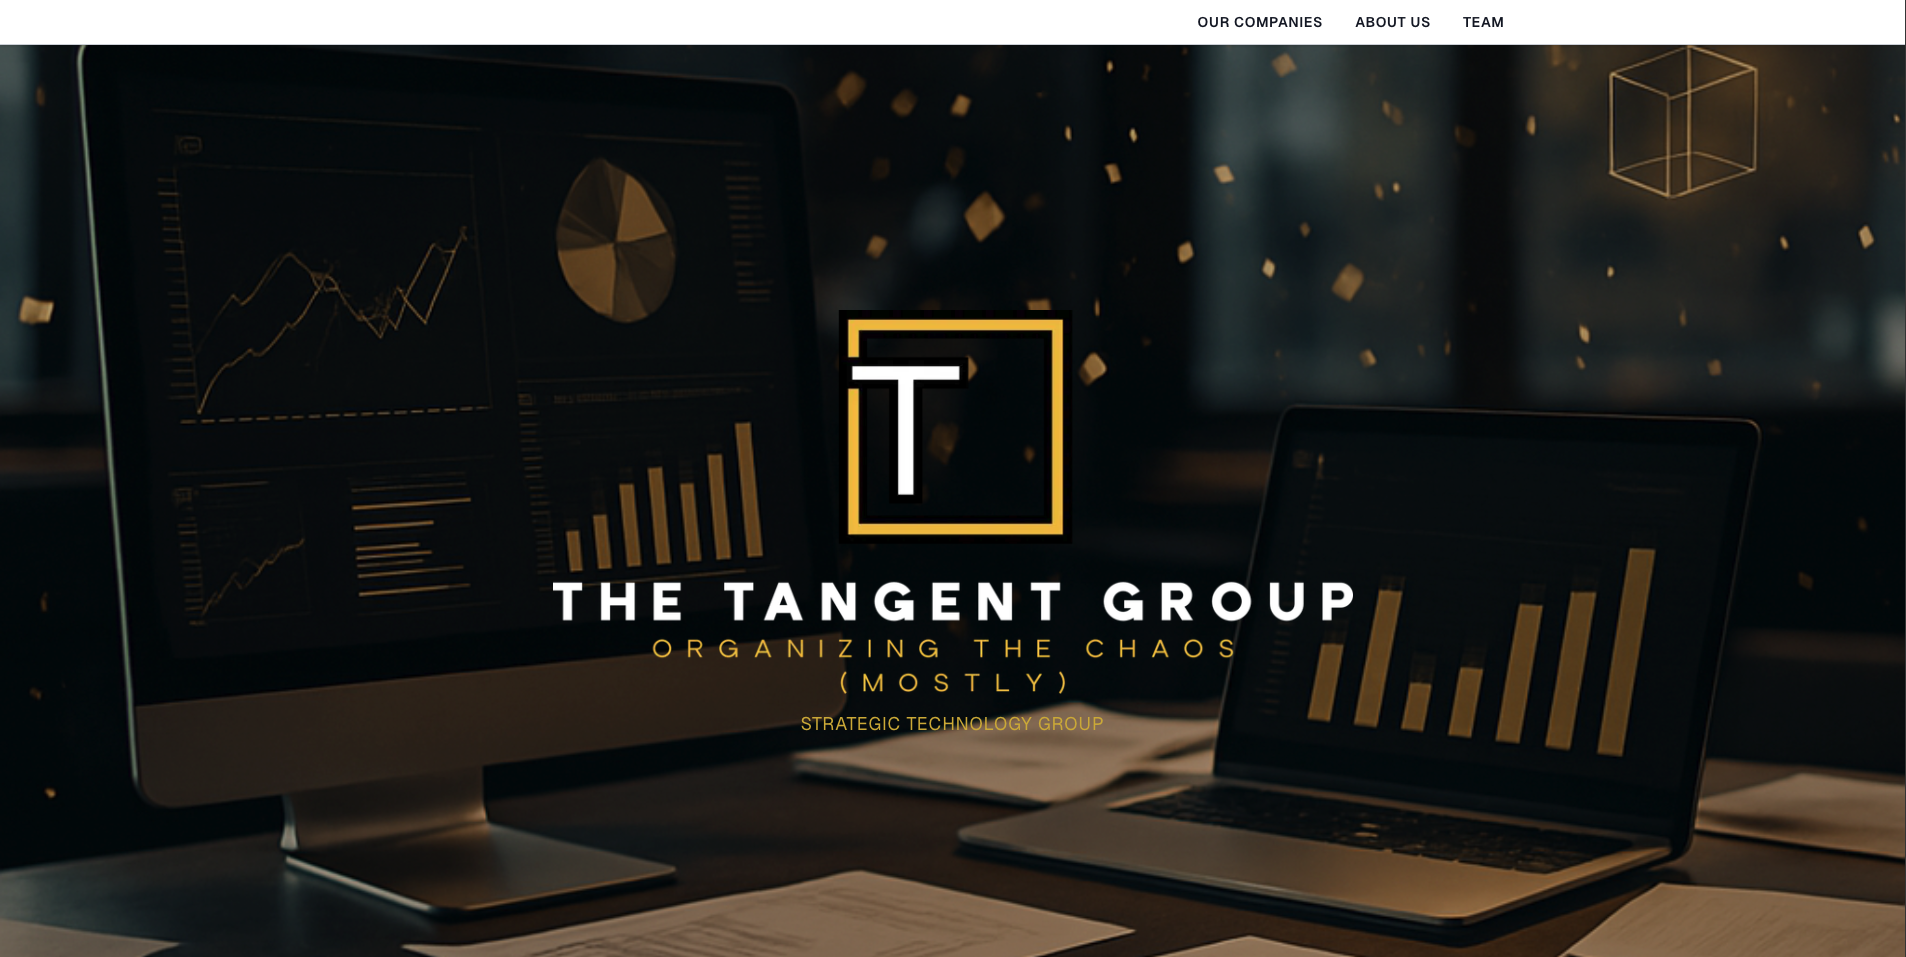 OUR COMPANIES ABOUT US TEAM
T
THE TANGENT GROUP
ORGANIZING THE CHAOS
(MOSTLY)
STRATEGIC TECHNOLOGY GROUP